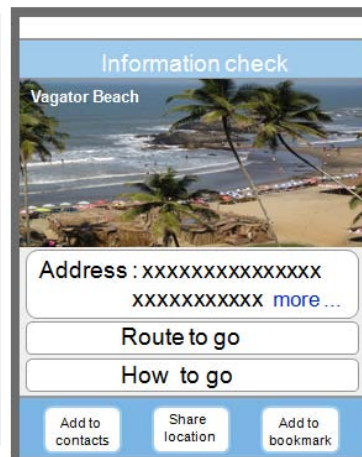 Information check
Vagator Beach
Address : xxxxxxxxxxxxxxx
xxxxxxxxxxx more ...
Route to go
How to go
Add to
contacts
Share
location
Add to
bookmark